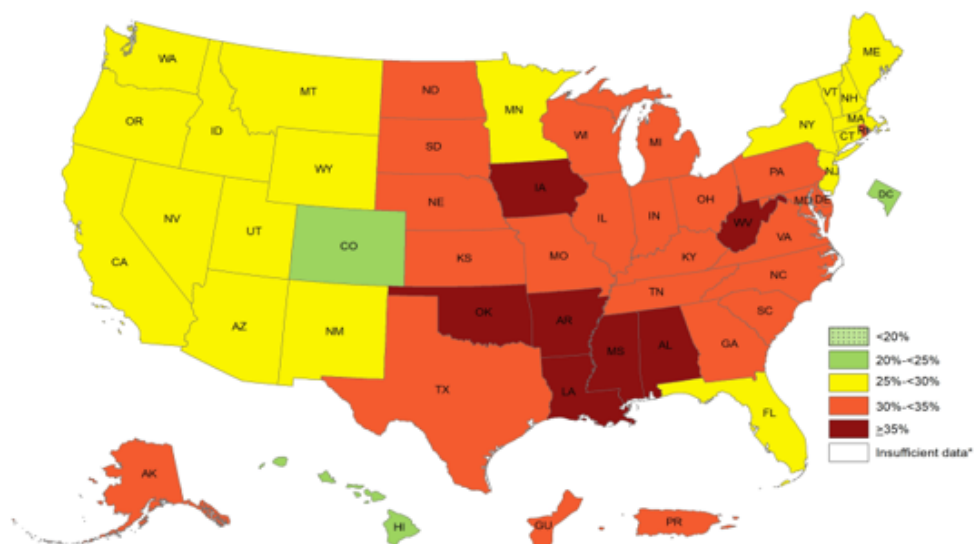 WA
MT
ND
MN
ME
VT
NH
OR
ID
SD
WI
NY
MA
MI
CT
RI
WY
IA
PA
NJ
NE
OH
MD
DE
DC
NV
UT
IL
IN
WV
CO
CA
KS
MO
KY
VA
NC
TN
AZ
NM
OK
AR
SC
MS
AL
GA
TX
LA
FL
<20%
20%-<25%
25%-<30%
30%-<35%
≥35%
Insufficient data*
AK
HI
GU
PR